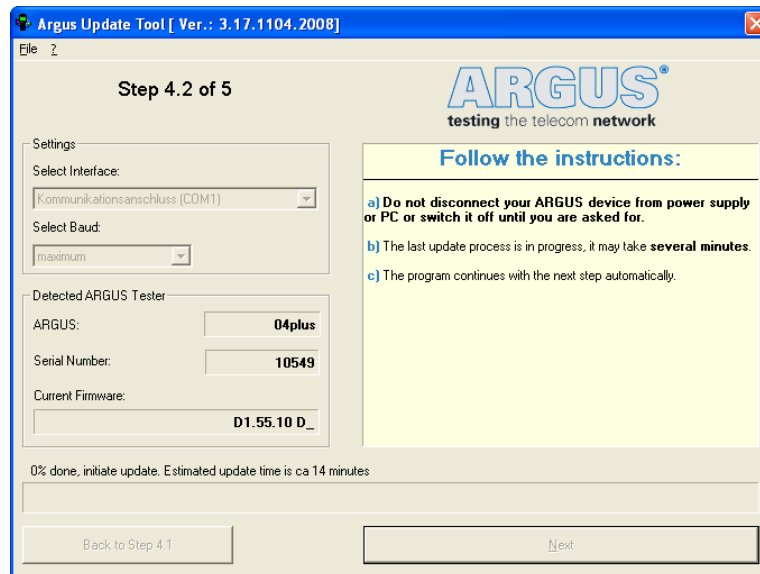 Argus Update Tool [ Ver.: 3.17.1104.2008]
File ?
Step 4.2 of 5
ARGUS®
testing the telecom network
Settings
Select Interface:
Kommunikationsanschluss (COM1)
Select Baud:
maximum
Detected ARGUS Tester
ARGUS:
04plus
Serial Number:
10549
Current Firmware:
D1.55.10 D_
Follow the instructions:
a) Do not disconnect your ARGUS device from power supply
or PC or switch it off until you are asked for.
b) The last update process is in progress, it may take several minutes.
c) The program continues with the next step automatically.
0% done, initiate update. Estimated update time is ca 14 minutes
Back to Step 4.1
Next